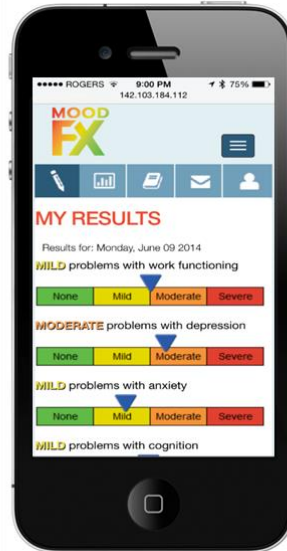 ROGERS 9:00 PM 75%
142.103.184.112
MOOD
FX
MY RESULTS
Results for: Monday, June 09 2014
MILD problems with work functioning
None Mild Moderate Severe
MODERATE problems with depression
None Mild Moderate Severe
MILD problems with anxiety
None Mild Moderate Severe
MILD problems with cognition